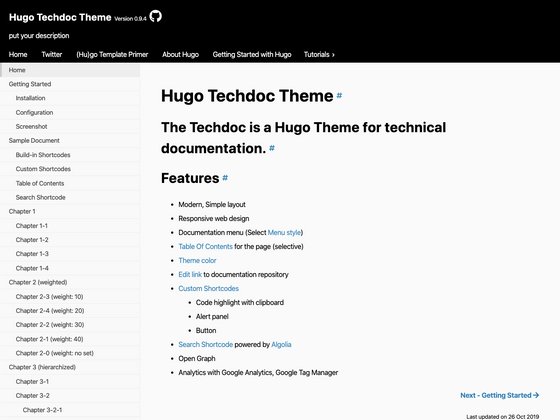 Hugo Techdoc Theme Version 0.9.4
put your description
Home Twitter (Hu)go Template Primer About Hugo Getting Started with Hugo Tutorials ›
Home
Getting Started
Installation
Configuration
Screenshot
Sample Document
Build-in Shortcodes
Custom Shortcodes
Table of Contents
Search Shortcode
Chapter 1
Chapter 1-1
Chapter 1-2
Chapter 1-3
Chapter 1-4
Chapter 2 (weighted)
Chapter 2-3 (weight: 10)
Chapter 2-4 (weight: 20)
Chapter 2-2 (weight: 30)
Chapter 2-1 (weight: 40)
Chapter 2-0 (weight: no set)
Chapter 3 (hierarchized)
Chapter 3-1
Chapter 3-2
Chapter 3-2-1
Hugo Techdoc Theme #
The Techdoc is a Hugo Theme for technical
documentation. #
Features #
• Modern, Simple layout
• Responsive web design
• Documentation menu (Select Menu style)
• Table Of Contents for the page (selective)
• Theme color
• Edit link to documentation repository
• Custom Shortcodes
• Code highlight with clipboard
• Alert panel
• Button
• Search Shortcode powered by Algolia
• Open Graph
• Analytics with Google Analytics, Google Tag Manager
Next - Getting Started →
Last updated on 26 Oct 2019